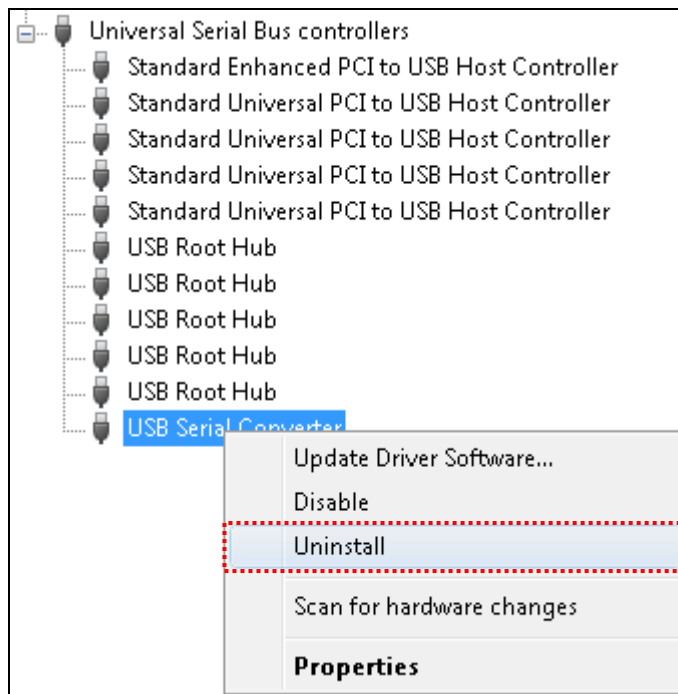 Universal Serial Bus controllers
Standard Enhanced PCI to USB Host Controller
Standard Universal PCI to USB Host Controller
Standard Universal PCI to USB Host Controller
Standard Universal PCI to USB Host Controller
Standard Universal PCI to USB Host Controller
USB Root Hub
USB Root Hub
USB Root Hub
USB Root Hub
USB Root Hub
USB Serial Converter
Update Driver Software...
Disable
Uninstall
Scan for hardware changes
Properties